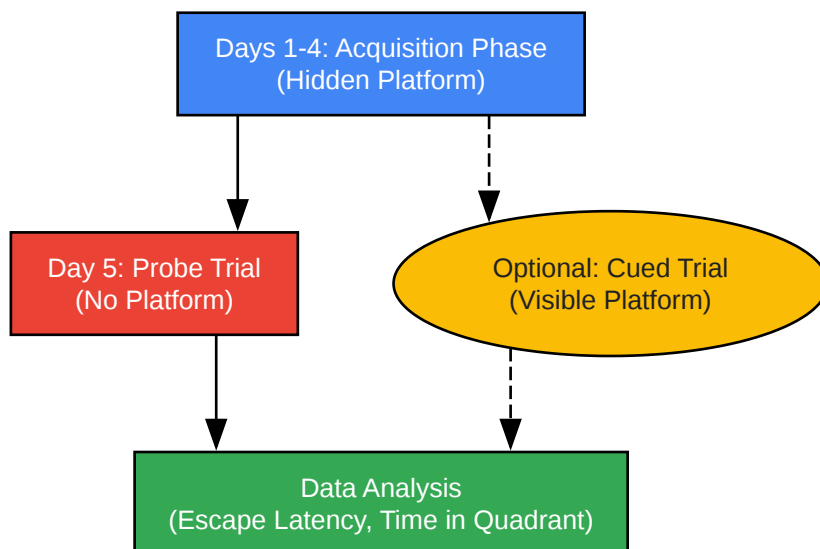 Days 1-4: Acquisition Phase
(Hidden Platform)
Day 5: Probe Trial
(No Platform)
Optional: Cued Trial
(Visible Platform)
Data Analysis
(Escape Latency, Time in Quadrant)